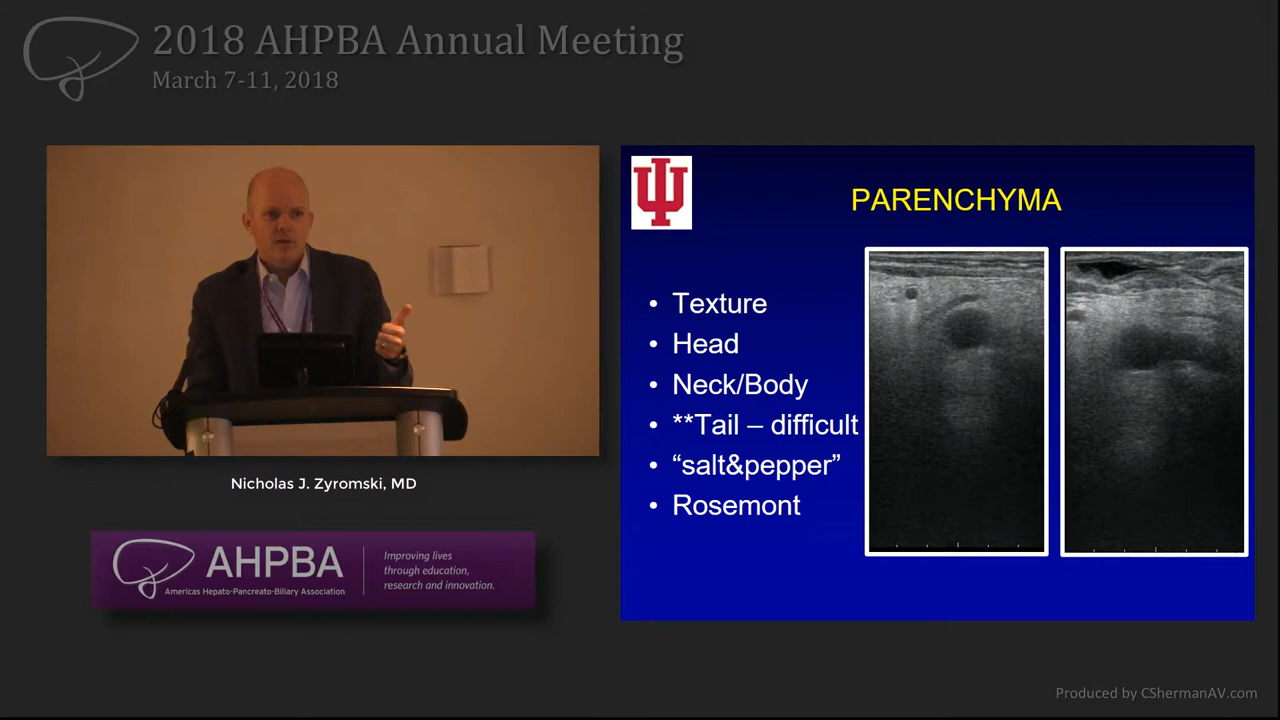 2018 AHPBA Annual Meeting
March 7-11, 2018
PARENCHYMA
• Texture
• Head
• Neck/Body
• **Tail – difficult
• “salt&pepper”
• Rosemont
Nicholas J. Zyromski, MD
AHPBA
Americas Hepato-Pancreato-Biliary Association
Improving lives
through education,
research and innovation.
Produced by CShermanAV.com